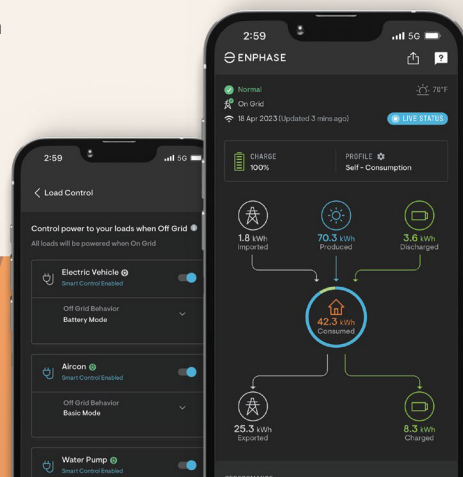 2:59
5G
ENPHASE
?
Normal
70°F
On Grid
18 Apr 2023 (Updated 3 mins ago)
LIVE STATUS
CHARGE
100%
PROFILE
Self - Consumption
1.8 kWh
Imported
70.3 kWh
Produced
3.6 kWh
Discharged
42.3 kWh
Consumed
25.3 kWh
Exported
8.3 kWh
Charged
2:59
5G
Load Control
Control power to your loads when Off Grid
All loads will be powered when On Grid
Electric Vehicle
Smart Control Enabled
Off Grid Behavior
Battery Mode
Aircon
Smart Control Enabled
Off Grid Behavior
Basic Mode
Water Pump
Smart Control Enabled